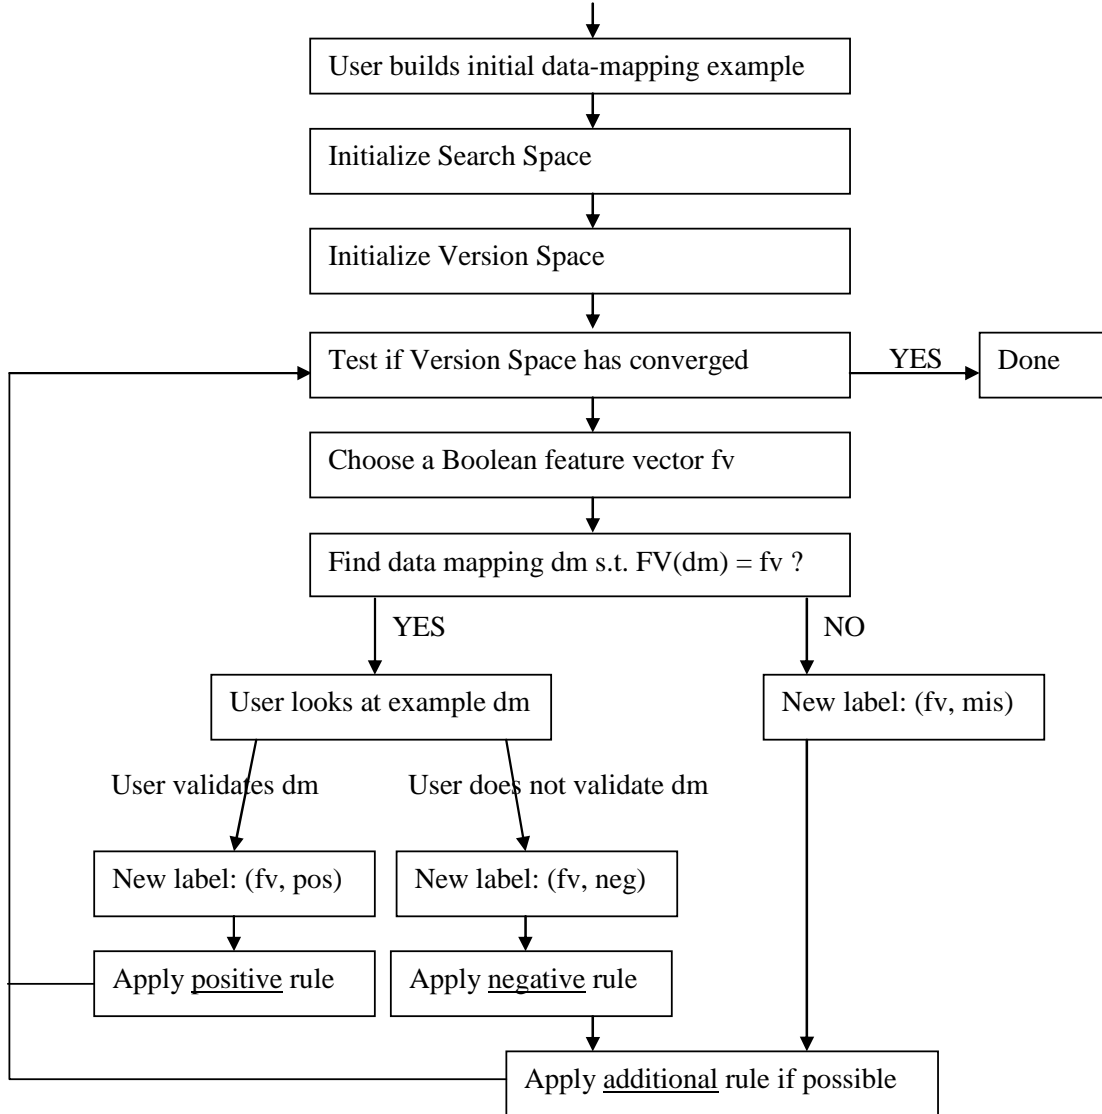 User builds initial data-mapping example
Initialize Search Space
Initialize Version Space
Test if Version Space has converged
YES
Done
Choose a Boolean feature vector fv
Find data mapping dm s.t. FV(dm) = fv ?
YES
NO
User looks at example dm
New label: (fv, mis)
User validates dm
User does not validate dm
New label: (fv, pos)
New label: (fv, neg)
Apply positive rule
Apply negative rule
Apply additional rule if possible